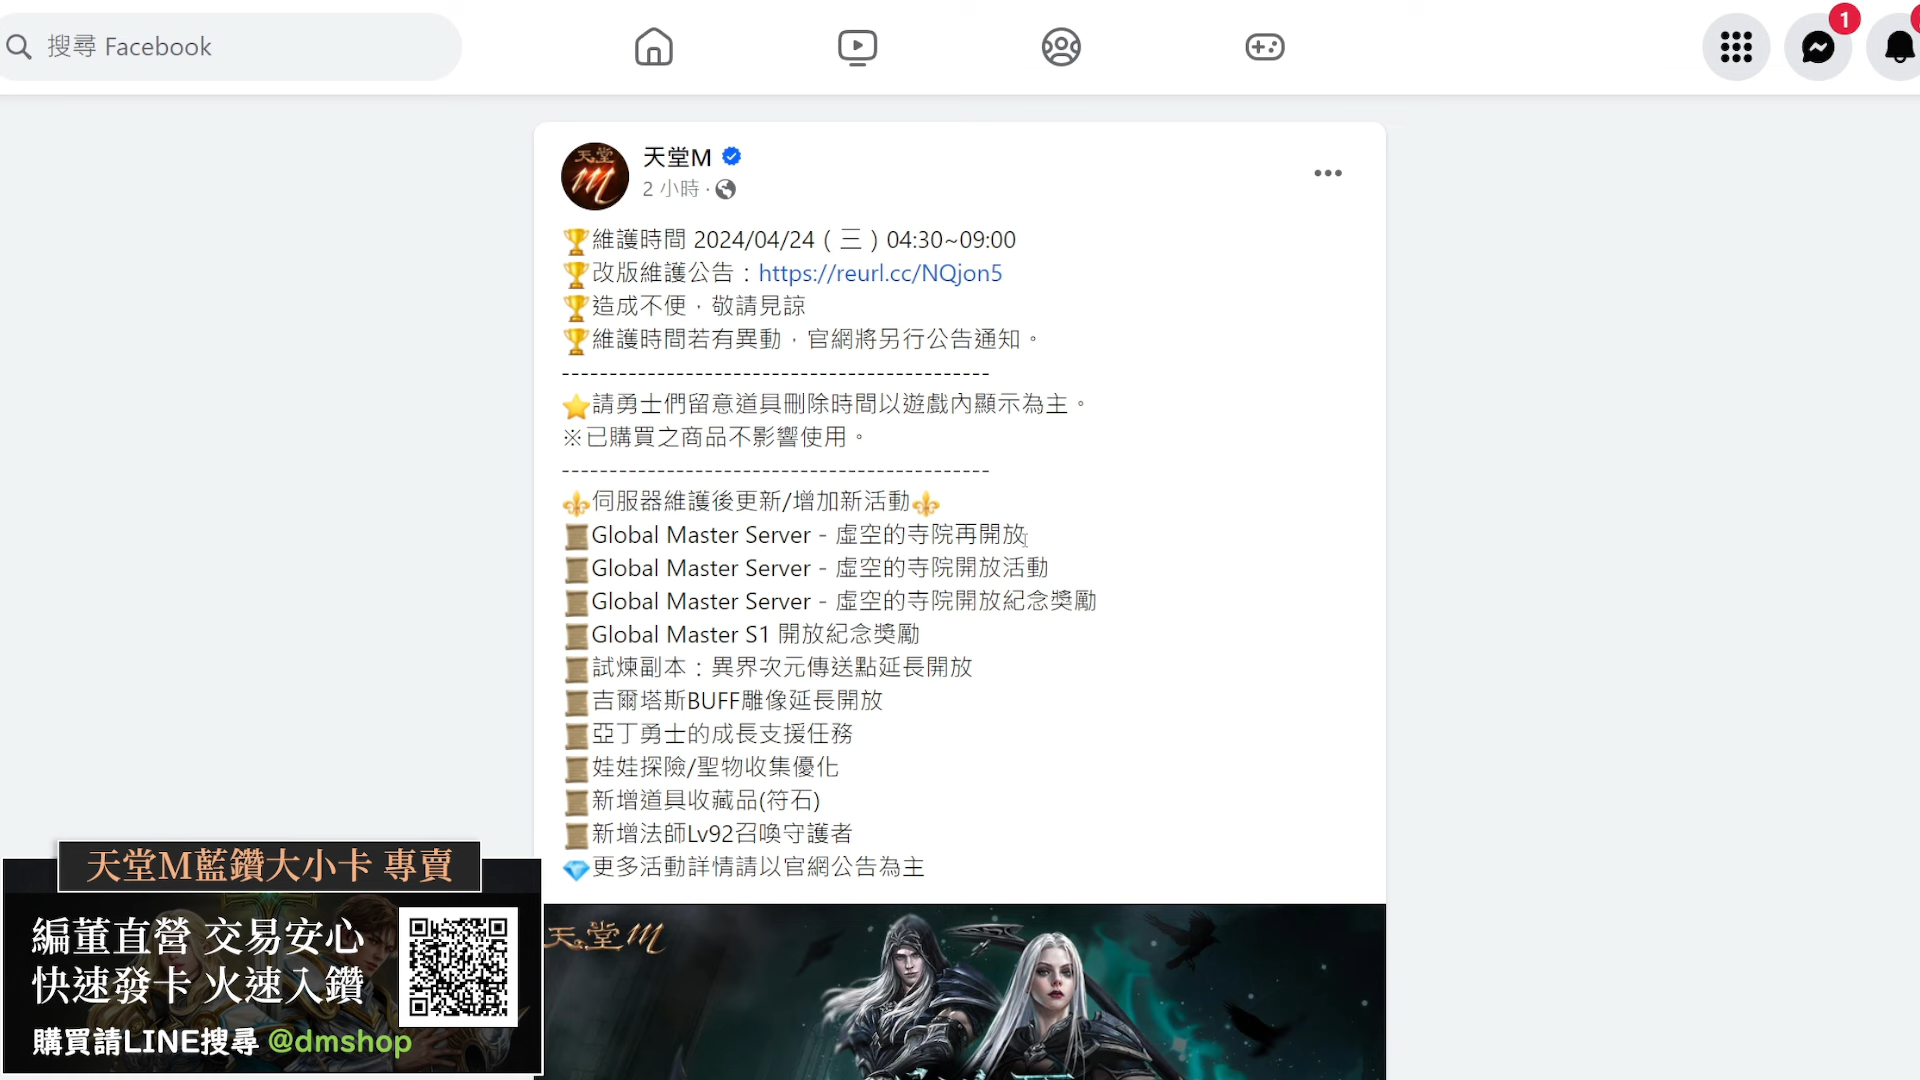 搜尋 Facebook
1
天堂M
天堂M
2 小時 ·
維護時間 2024/04/24 ( 三 ) 04:30~09:00
改版維護公告：https://reurl.cc/NQjon5
造成不便，敬請見諒
維護時間若有異動，官網將另行公告通知。
---------------------------------------------
請勇士們留意道具刪除時間以遊戲內顯示為主。
※已購買之商品不影響使用。
---------------------------------------------
伺服器維護後更新/增加新活動
Global Master Server - 虛空的寺院再開放
Global Master Server - 虛空的寺院開放活動
Global Master Server - 虛空的寺院開放紀念獎勵
Global Master S1 開放紀念獎勵
試煉副本：異界次元傳送點延長開放
吉爾塔斯BUFF雕像延長開放
亞丁勇士的成長支援任務
娃娃探險/聖物收集優化
新增道具收藏品(符石)
新增法師Lv92召喚守護者
更多活動詳情請以官網公告為主
天堂M
天堂M藍鑽大小卡 專賣
編董直營 交易安心
快速發卡 火速入鑽
購買請LINE搜尋 @dmshop